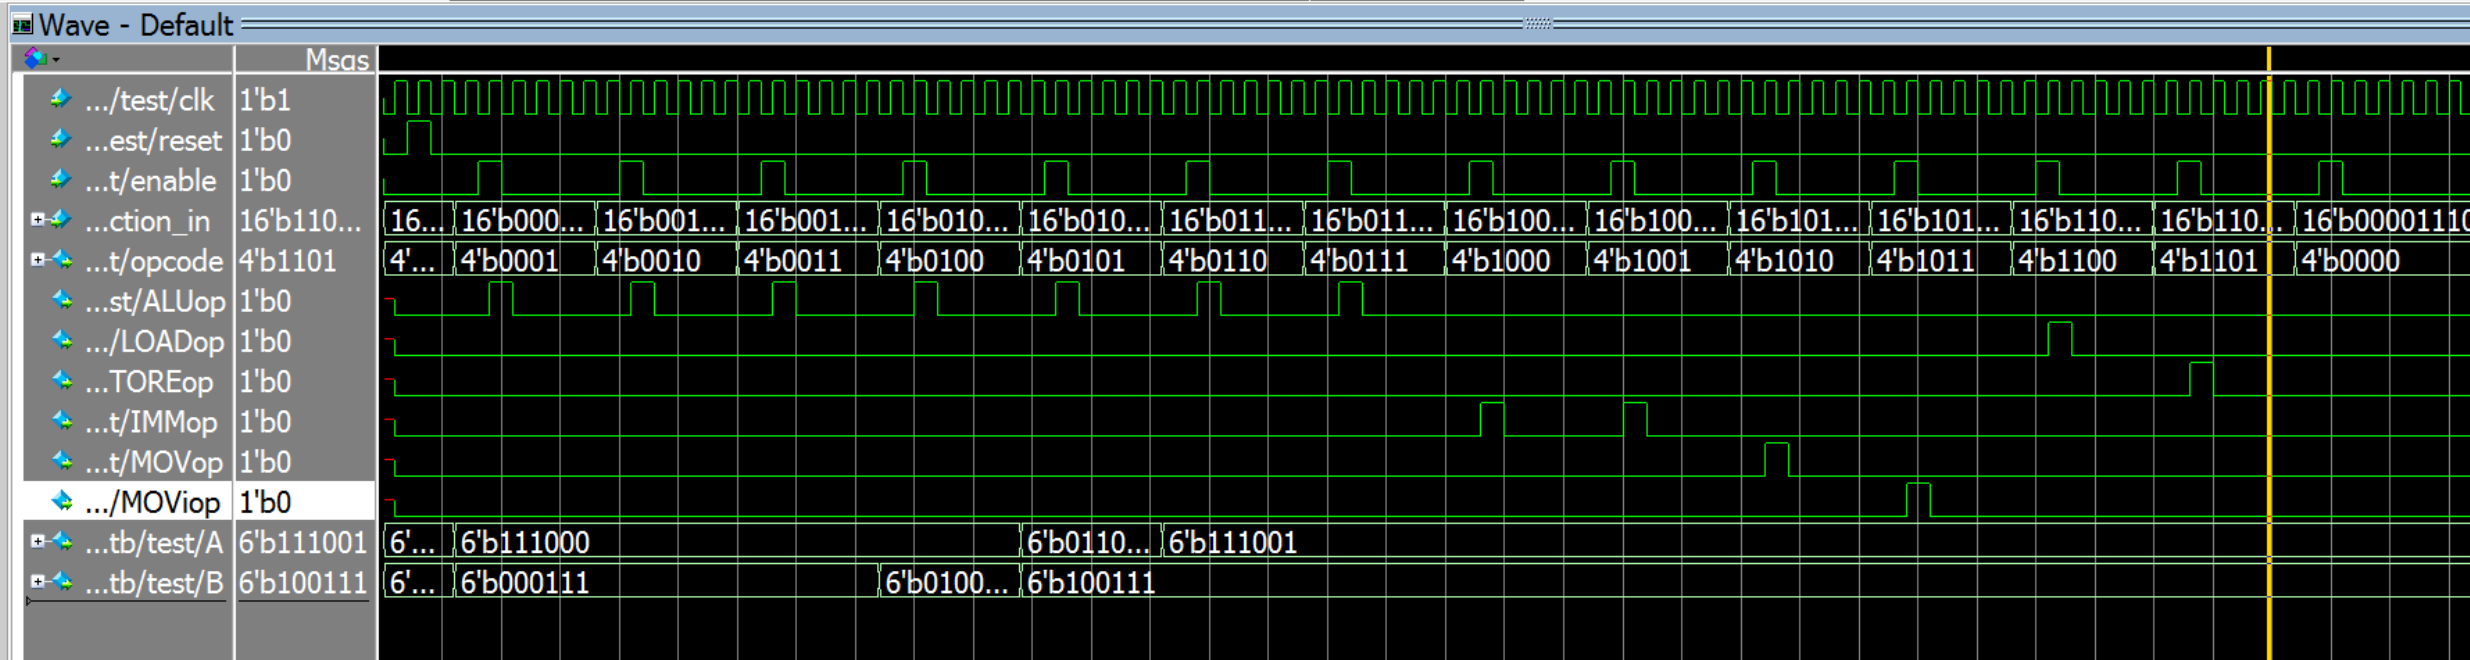 Wave - Default
Msgs
.../test/clk 1'b1
...est/reset 1'b0
...t/enable 1'b0
...ction_in 16'b110... 16... 16'b000... 16'b001... 16'b001... 16'b010... 16'b010... 16'b011... 16'b011... 16'b100... 16'b100... 16'b101... 16'b101... 16'b110... 16'b110... 16'b00001110
...t/opcode 4'b1101 4'... 4'b0001 4'b0010 4'b0011 4'b0100 4'b0101 4'b0110 4'b0111 4'b1000 4'b1001 4'b1010 4'b1011 4'b1100 4'b1101 4'b0000
...st/ALUop 1'b0
.../LOADop 1'b0
...TOREop 1'b0
...t/IMMop 1'b0
...t/MOVop 1'b0
.../MOViop 1'b0
...tb/test/A 6'b111001 6'... 6'b111000 6'b0110... 6'b111001
...tb/test/B 6'b100111 6'... 6'b000111 6'b0100... 6'b100111